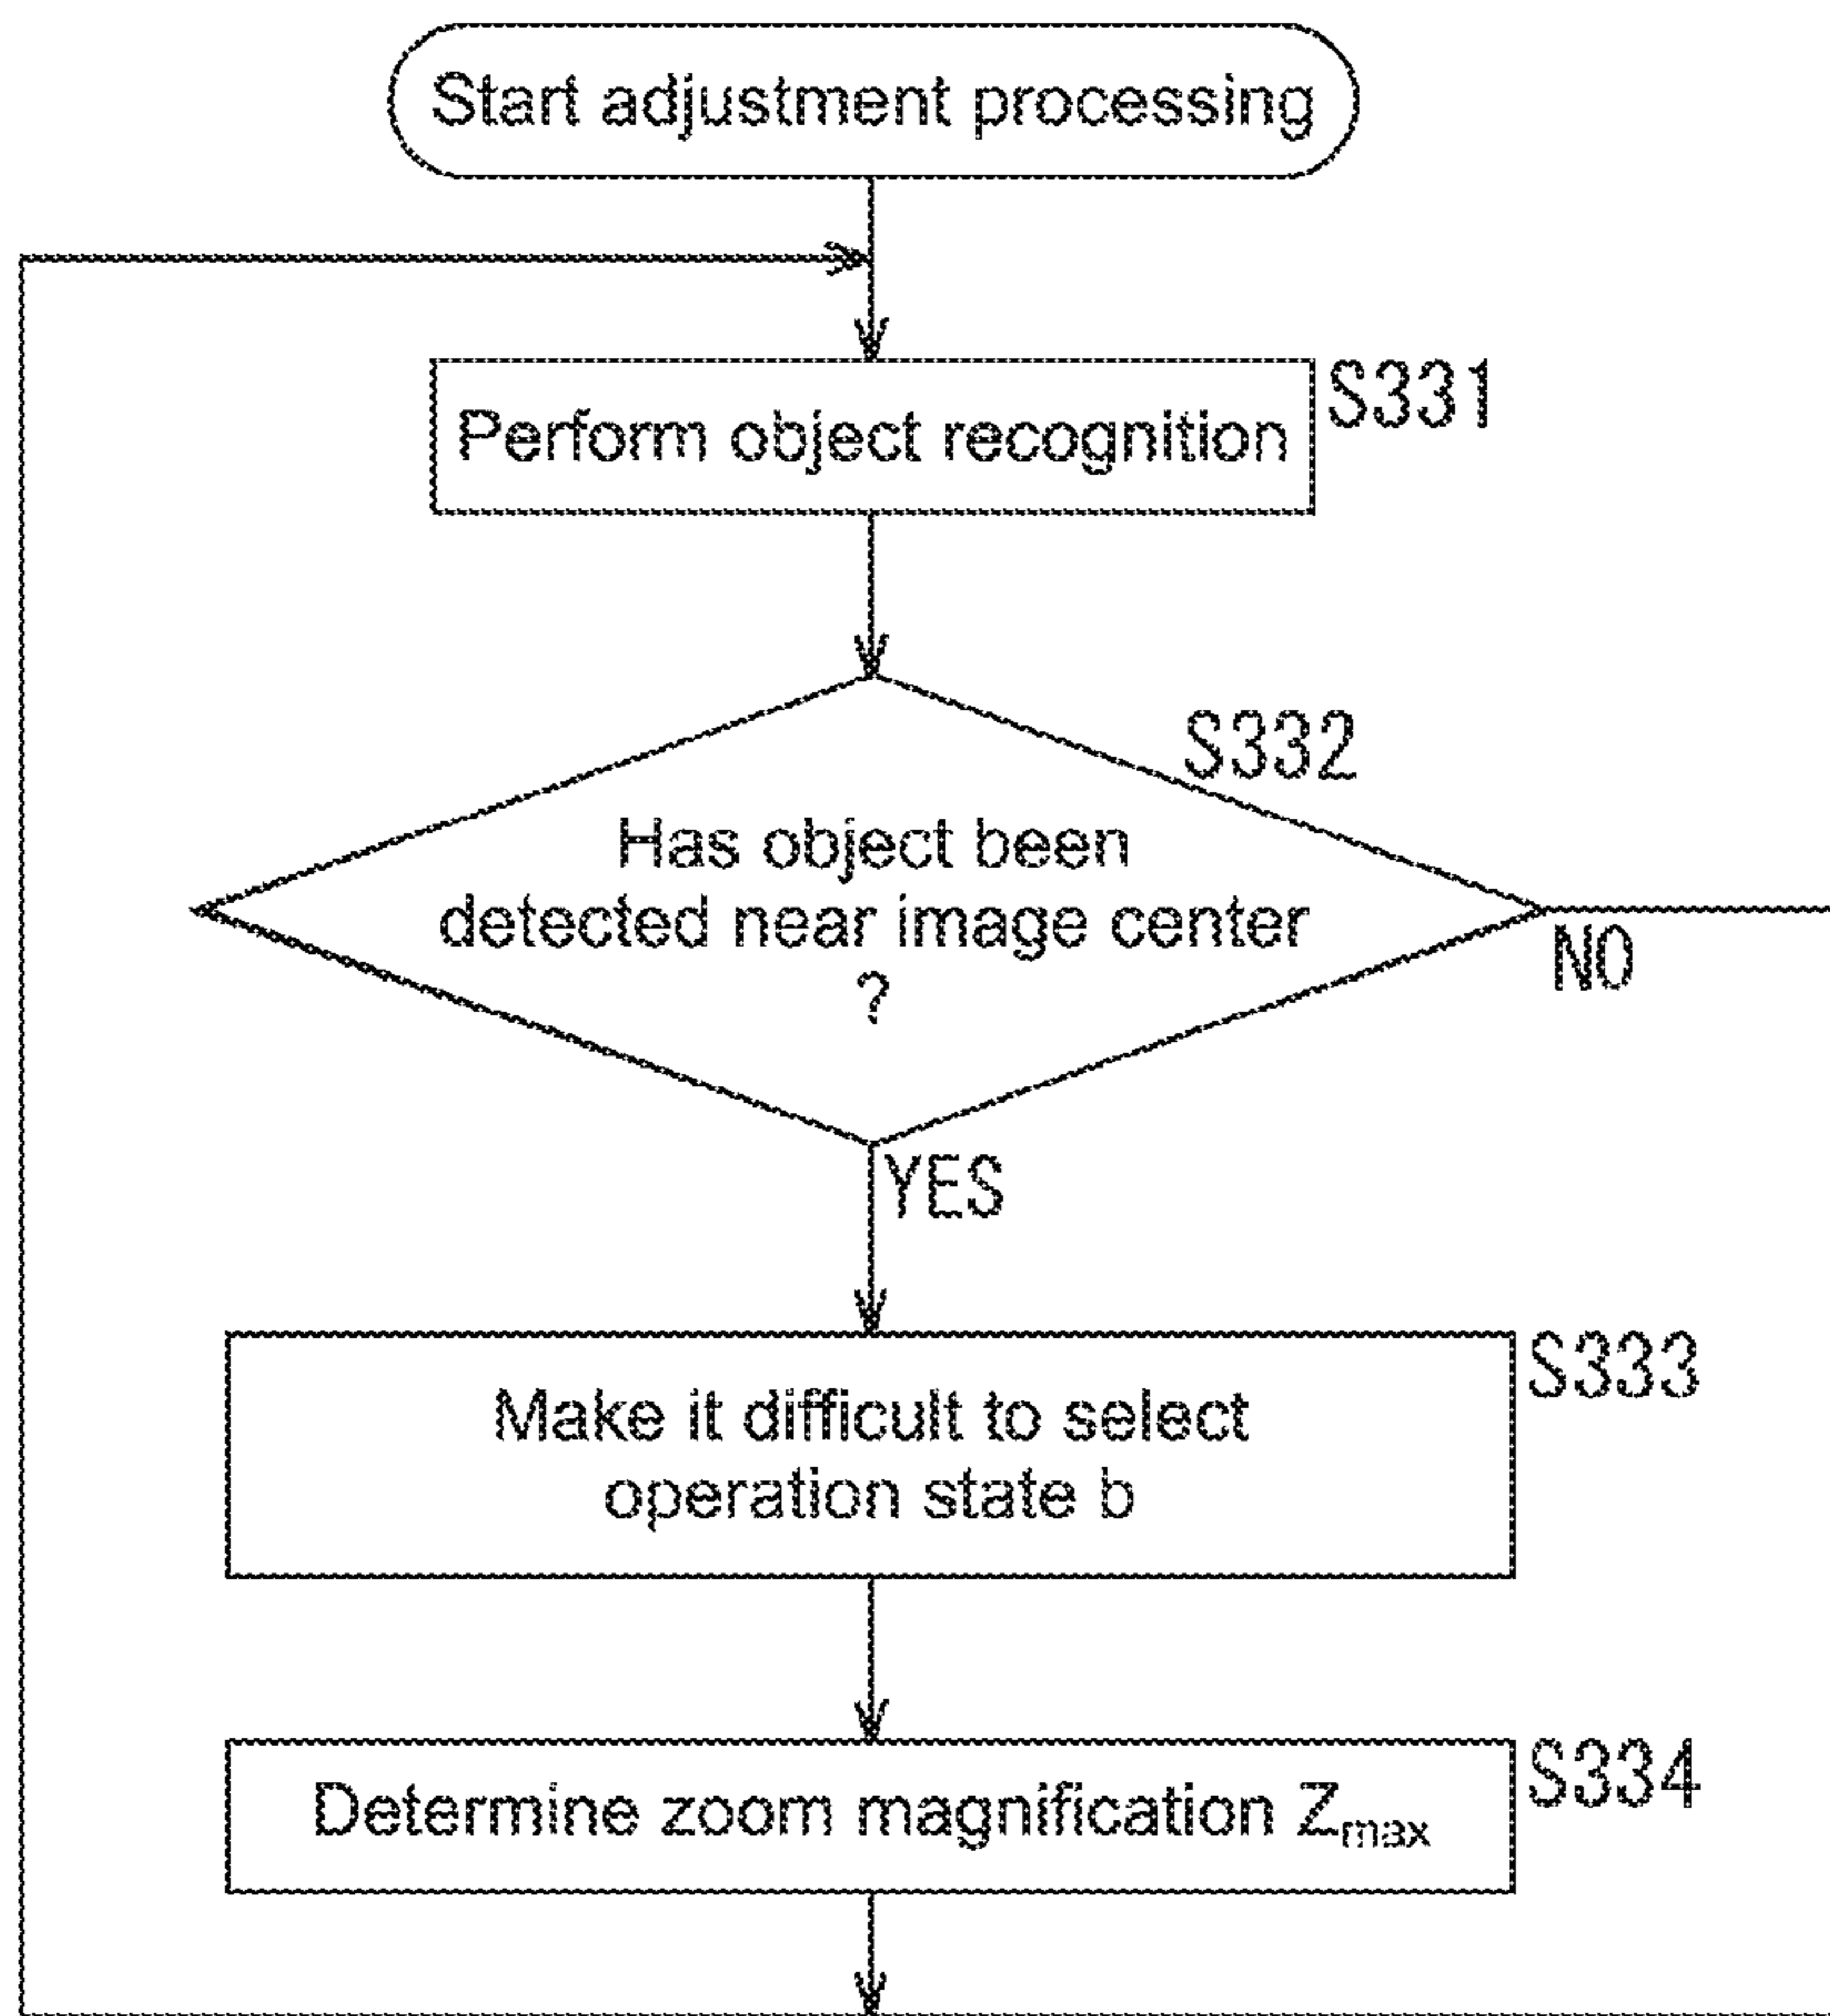 Start adjustment processing
Perform object recognition
S331
S332
Has object been
detected near image center
?
NO
YES
Make it difficult to select
operation state b
S333
Determine zoom magnification Zmax
S334